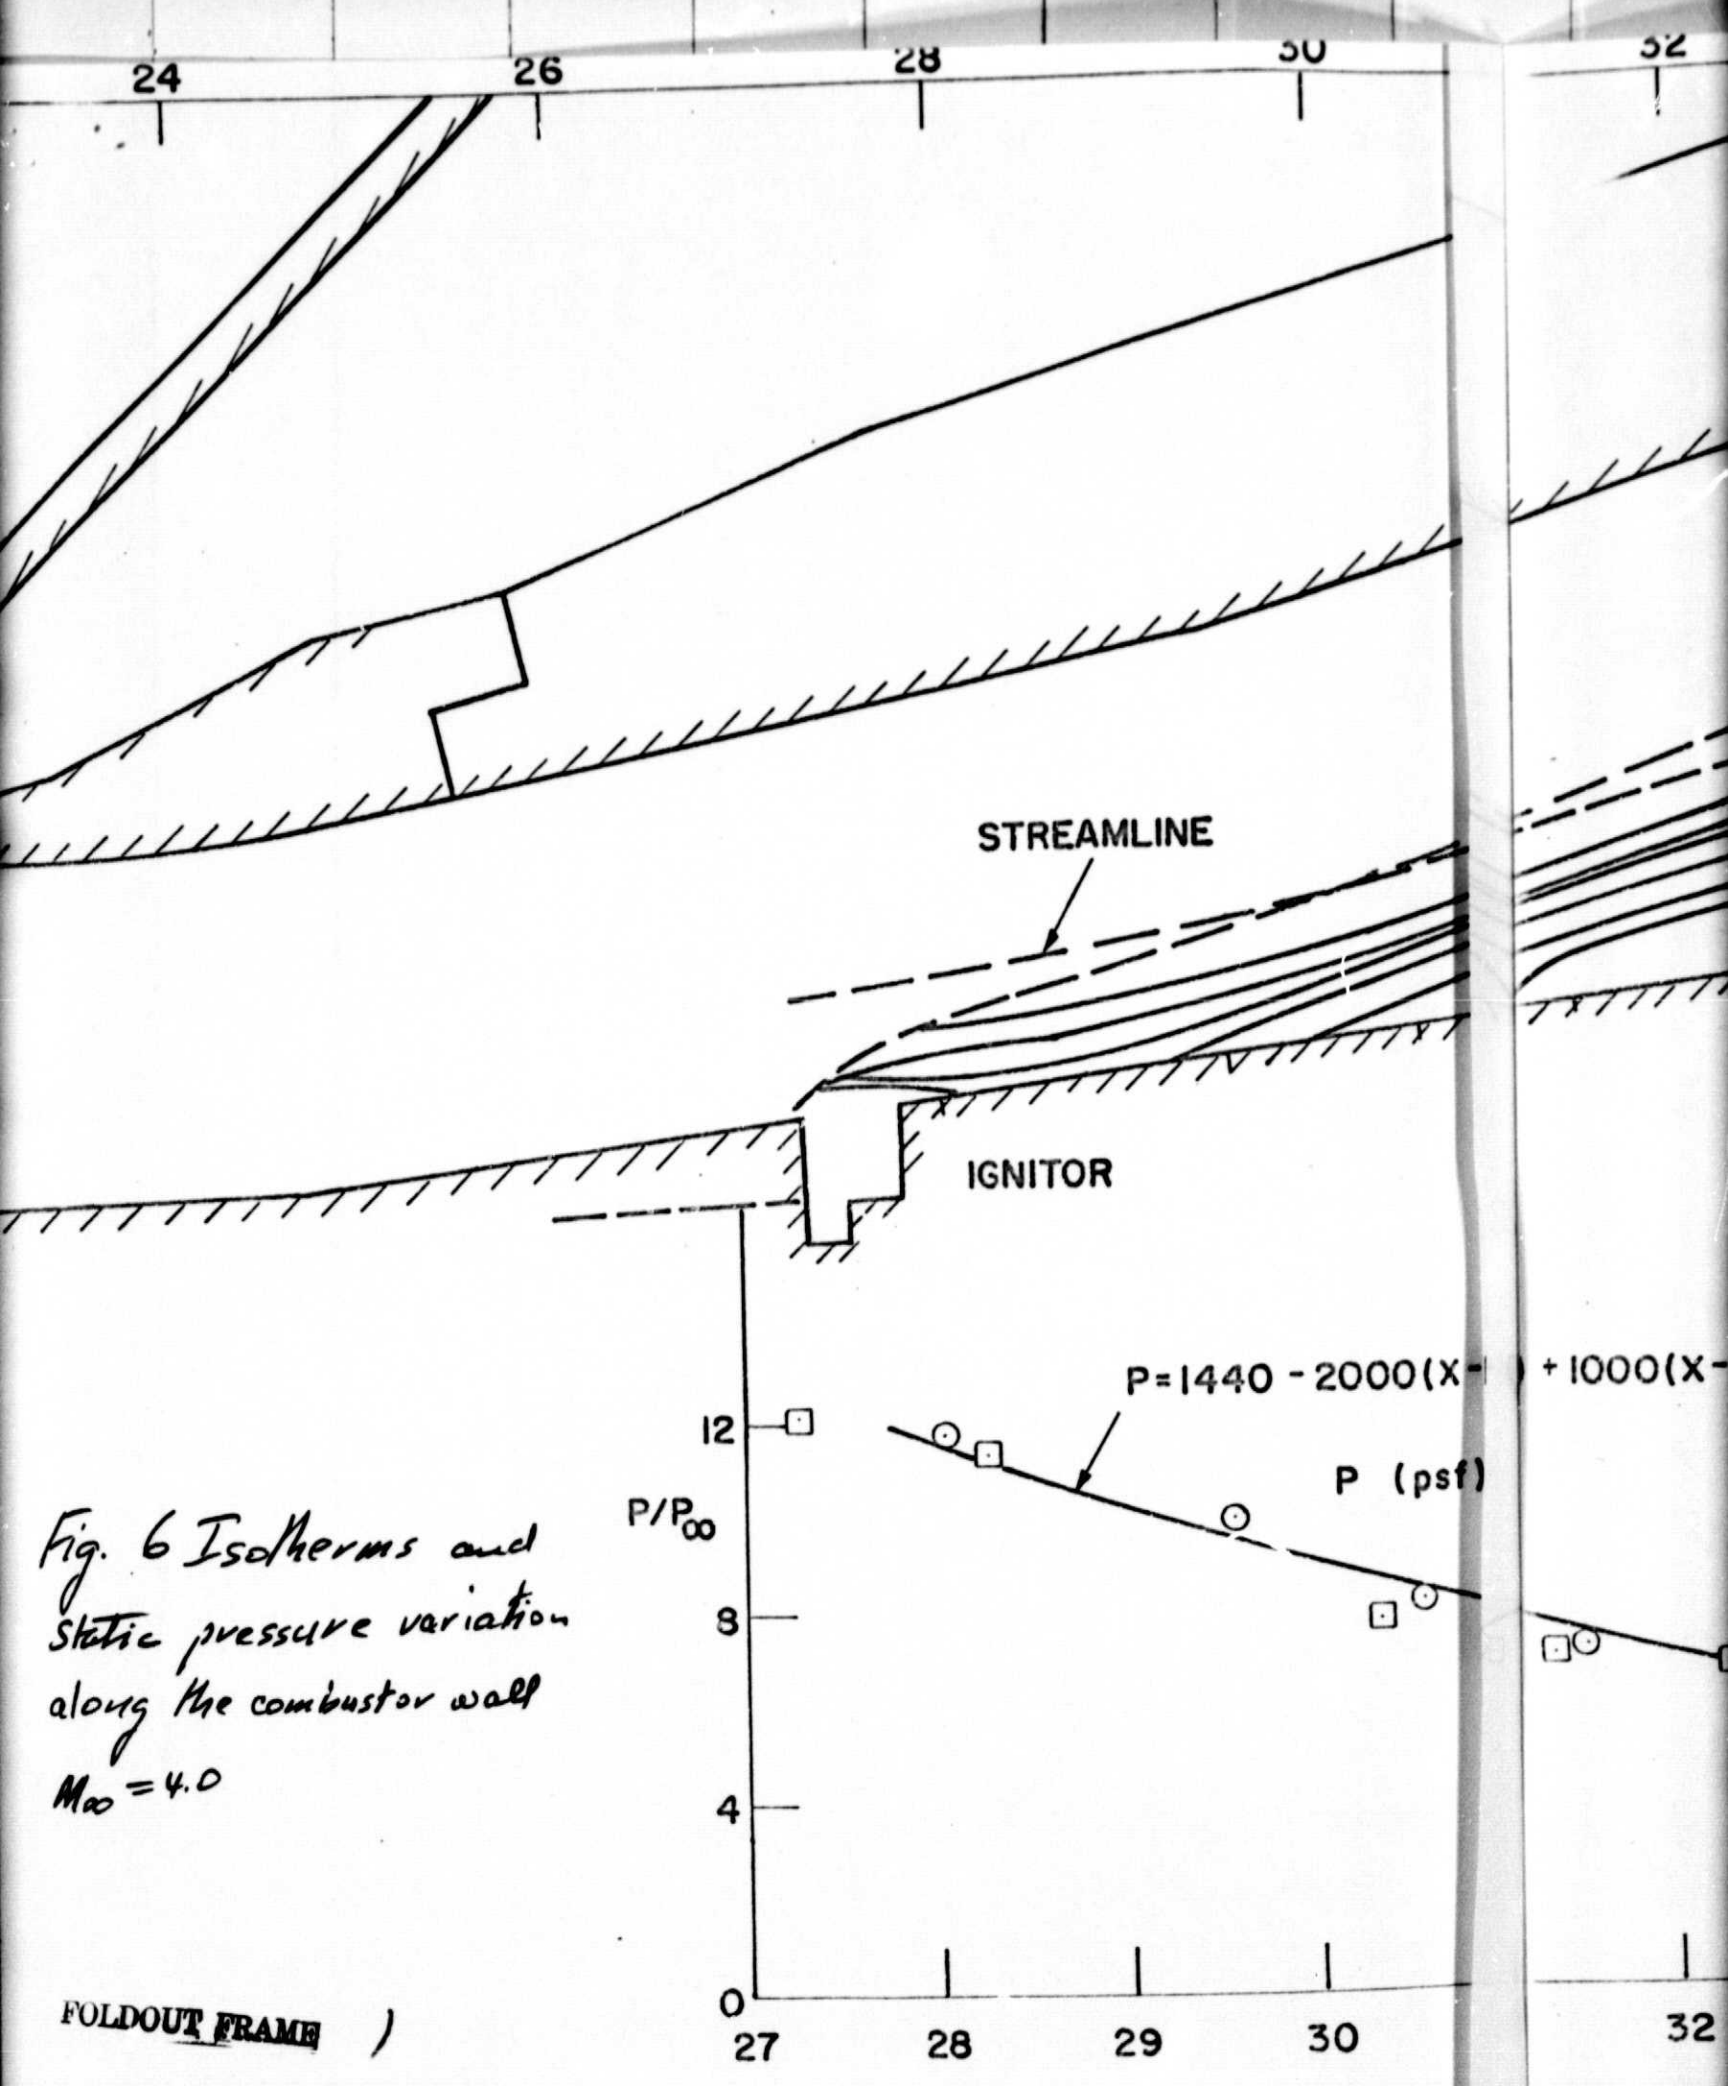 24 26 28 30 32
STREAMLINE
IGNITOR
P=1440 - 2000(X- ) + 1000(X-
12
P (psf)
P/P∞
8
4
0
27 28 29 30 32
Fig. 6 Isotherms and
static pressure variation
along the combustor wall
M∞ = 4.0
FOLDOUT FRAME )